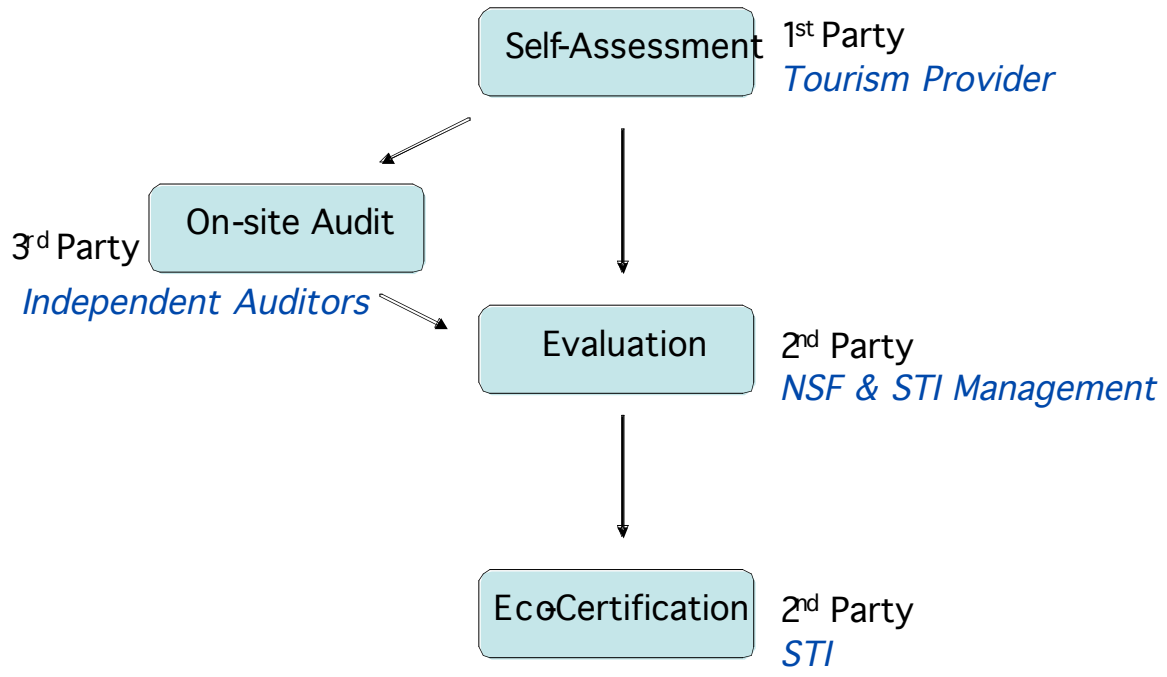 Self-Assessment
1st Party
Tourism Provider
On-site Audit
3rd Party
Independent Auditors
Evaluation
2nd Party
NSF & STI Management
Eco-Certification
2nd Party
STI